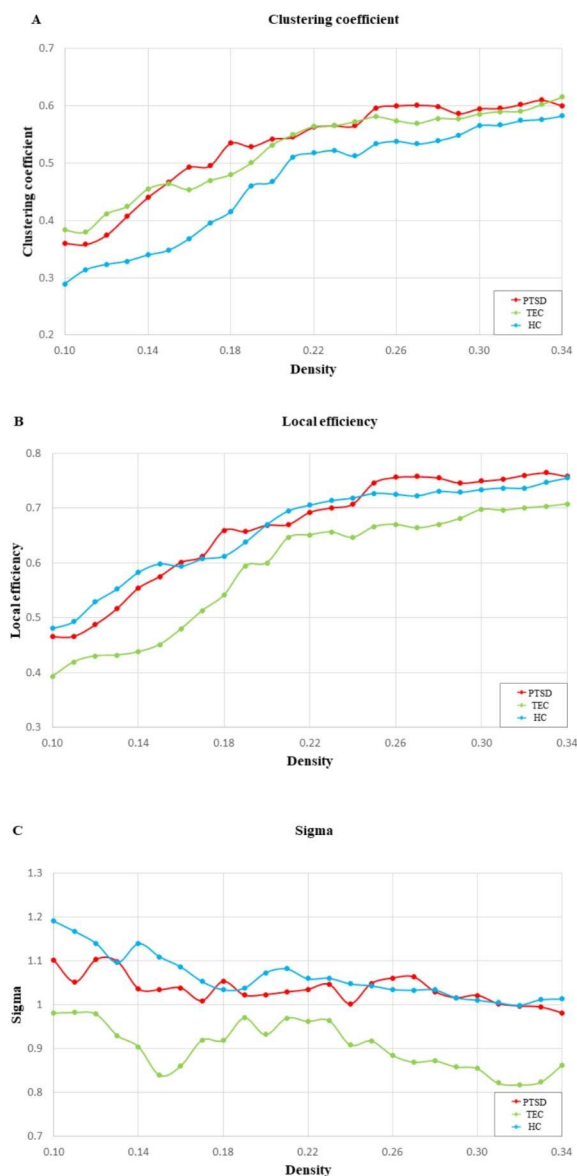 A
Clustering coefficient
Clustering coefficient
0.7
0.6
0.5
0.4
0.3
0.2
PTSD
TEC
HC
0.10 0.14 0.18 0.22 0.26 0.30 0.34
Density
B
Local efficiency
Local efficiency
0.8
0.7
0.6
0.5
0.4
0.3
PTSD
TEC
HC
0.10 0.14 0.18 0.22 0.26 0.30 0.34
Density
C
Sigma
Sigma
1.3
1.2
1.1
1
0.9
0.8
0.7
PTSD
TEC
HC
0.10 0.14 0.18 0.22 0.26 0.30 0.34
Density